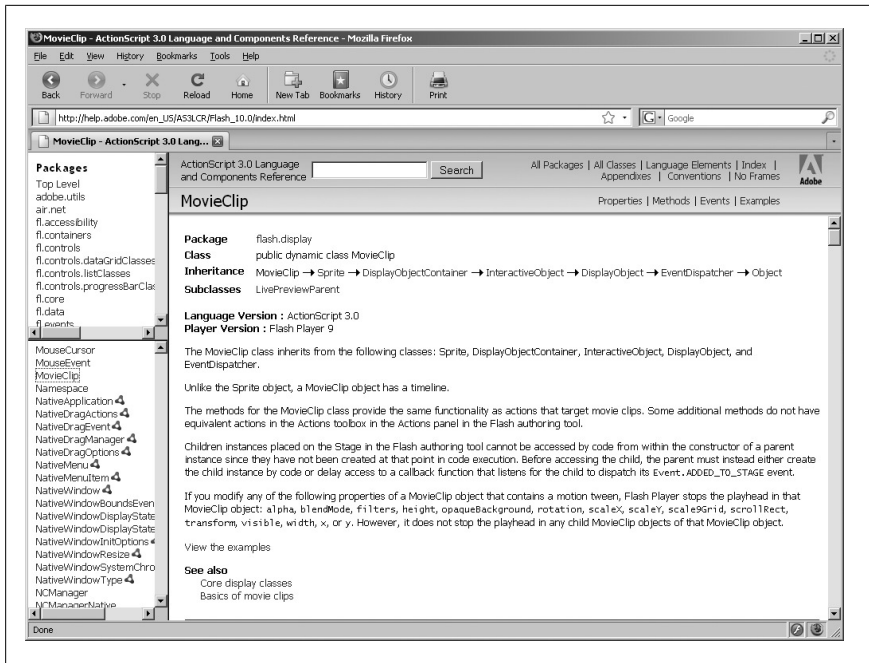 MovieClip - ActionScript 3.0 Language and Components Reference - Mozilla Firefox
File Edit View History Bookmarks Tools Help
Back Forward Stop Reload Home New Tab Bookmarks History Print
http://help.adobe.com/en_US/AS3LCR/Flash_10.0/index.html
G Google
MovieClip - ActionScript 3.0 Lang...
Packages
Top Level
adobe.utils
air.net
fl.accessibility
fl.containers
fl.controls
fl.controls.dataGridClasses
fl.controls.listClasses
fl.controls.progressBarClas
fl.core
fl.data
fl.events
MouseCursor
MouseEvent
MovieClip
Namespace
NativeApplication
NativeDragActions
NativeDragEvent
NativeDragManager
NativeDragOptions
NativeMenu
NativeMenuItem
NativeWindow
NativeWindowBoundsEven
NativeWindowDisplayState
NativeWindowDisplayState
NativeWindowInitOptions
NativeWindowResize
NativeWindowSystemChro
NativeWindowType
NCManager
NCManagerNative
ActionScript 3.0 Language
and Components Reference
Search
All Packages | All Classes | Language Elements | Index |
Appendixes | Conventions | No Frames
Adobe
MovieClip
Properties | Methods | Events | Examples
Package flash.display
Class public dynamic class MovieClip
Inheritance MovieClip → Sprite → DisplayObjectContainer → InteractiveObject → DisplayObject → EventDispatcher → Object
Subclasses LivePreviewParent
Language Version : ActionScript 3.0
Player Version : Flash Player 9
The MovieClip class inherits from the following classes: Sprite, DisplayObjectContainer, InteractiveObject, DisplayObject, and
EventDispatcher.
Unlike the Sprite object, a MovieClip object has a timeline.
The methods for the MovieClip class provide the same functionality as actions that target movie clips. Some additional methods do not have
equivalent actions in the Actions toolbox in the Actions panel in the Flash authoring tool.
Children instances placed on the Stage in the Flash authoring tool cannot be accessed by code from within the constructor of a parent
instance since they have not been created at that point in code execution. Before accessing the child, the parent must instead either create
the child instance by code or delay access to a callback function that listens for the child to dispatch its Event.ADDED_TO_STAGE event.
If you modify any of the following properties of a MovieClip object that contains a motion tween, Flash Player stops the playhead in that
MovieClip object: alpha, blendMode, filters, height, opaqueBackground, rotation, scaleX, scaleY, scale9Grid, scrollRect,
transform, visible, width, x, or y. However, it does not stop the playhead in any child MovieClip objects of that MovieClip object.
View the examples
See also
Core display classes
Basics of movie clips
Done